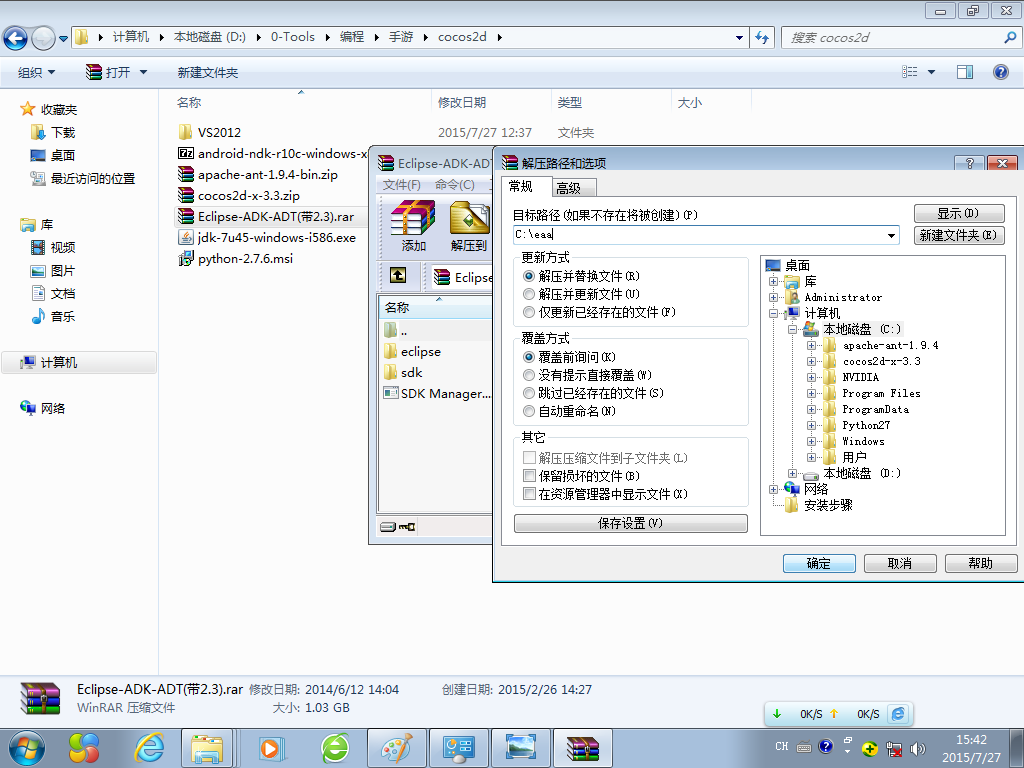 计算机 本地磁盘 (D:) 0-Tools 编程 手游 cocos2d
搜索 cocos2d
组织 打开 新建文件夹
收藏夹
下载
桌面
最近访问的位置
库
视频
图片
文档
音乐
计算机
网络
名称 修改日期 类型 大小
VS2012 2015/7/27 12:37 文件夹
android-ndk-r10c-windows-x
apache-ant-1.9.4-bin.zip
cocos2d-x-3.3.zip
Eclipse-ADK-ADT(带2.3).rar
jdk-7u45-windows-i586.exe
python-2.7.6.msi
Eclipse-ADK-ADT
文件(F) 命令(C)
添加 解压到
Eclipse
名称
..
eclipse
sdk
SDK Manager...
解压路径和选项
常规 高级
目标路径(如果不存在将被创建)(P)
C:\eaa
显示(D)
新建文件夹(E)
更新方式
解压并替换文件(R)
解压并更新文件(U)
仅更新已经存在的文件(F)
覆盖方式
覆盖前询问(K)
没有提示直接覆盖(W)
跳过已经存在的文件(S)
自动重命名(N)
其它
解压压缩文件到子文件夹(L)
保留损坏的文件(B)
在资源管理器中显示文件(X)
保存设置(V)
桌面
库
Administrator
计算机
本地磁盘 (C:)
apache-ant-1.9.4
cocos2d-x-3.3
NVIDIA
Program Files
ProgramData
Python27
Windows
用户
本地磁盘 (D:)
网络
安装步骤
确定 取消 帮助
Eclipse-ADK-ADT(带2.3).rar 修改日期: 2014/6/12 14:04 创建日期: 2015/2/26 14:27
WinRAR 压缩文件 大小: 1.03 GB
0K/S 0K/S
CH
15:42
2015/7/27